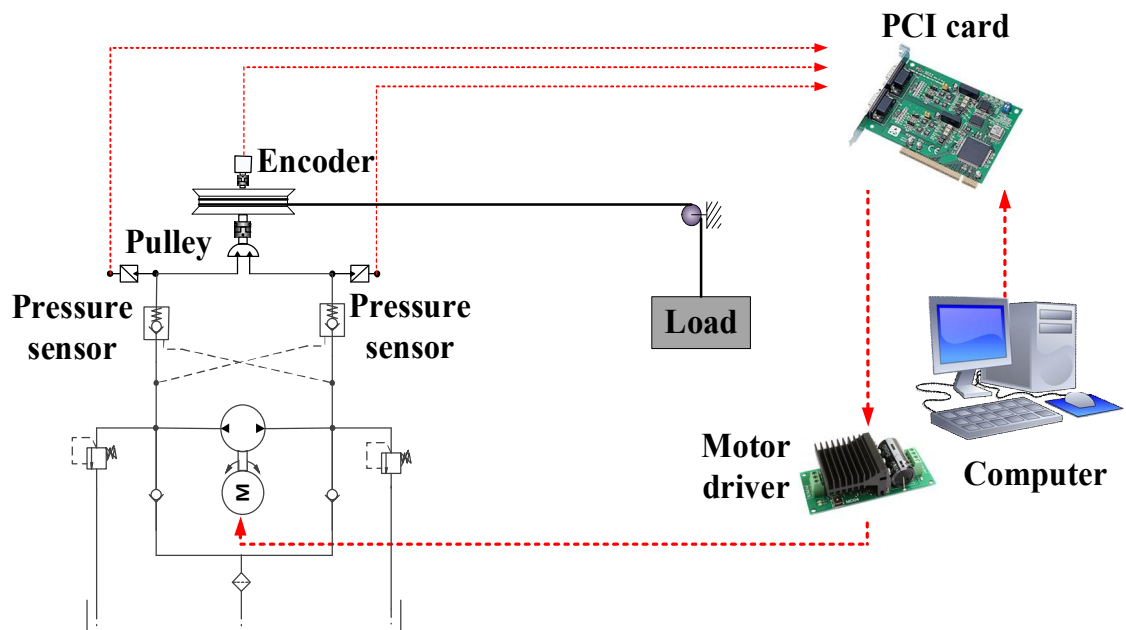 PCI card
Encoder
Pulley
Pressure
sensor
Pressure
sensor
Load
Motor
driver
Computer
M